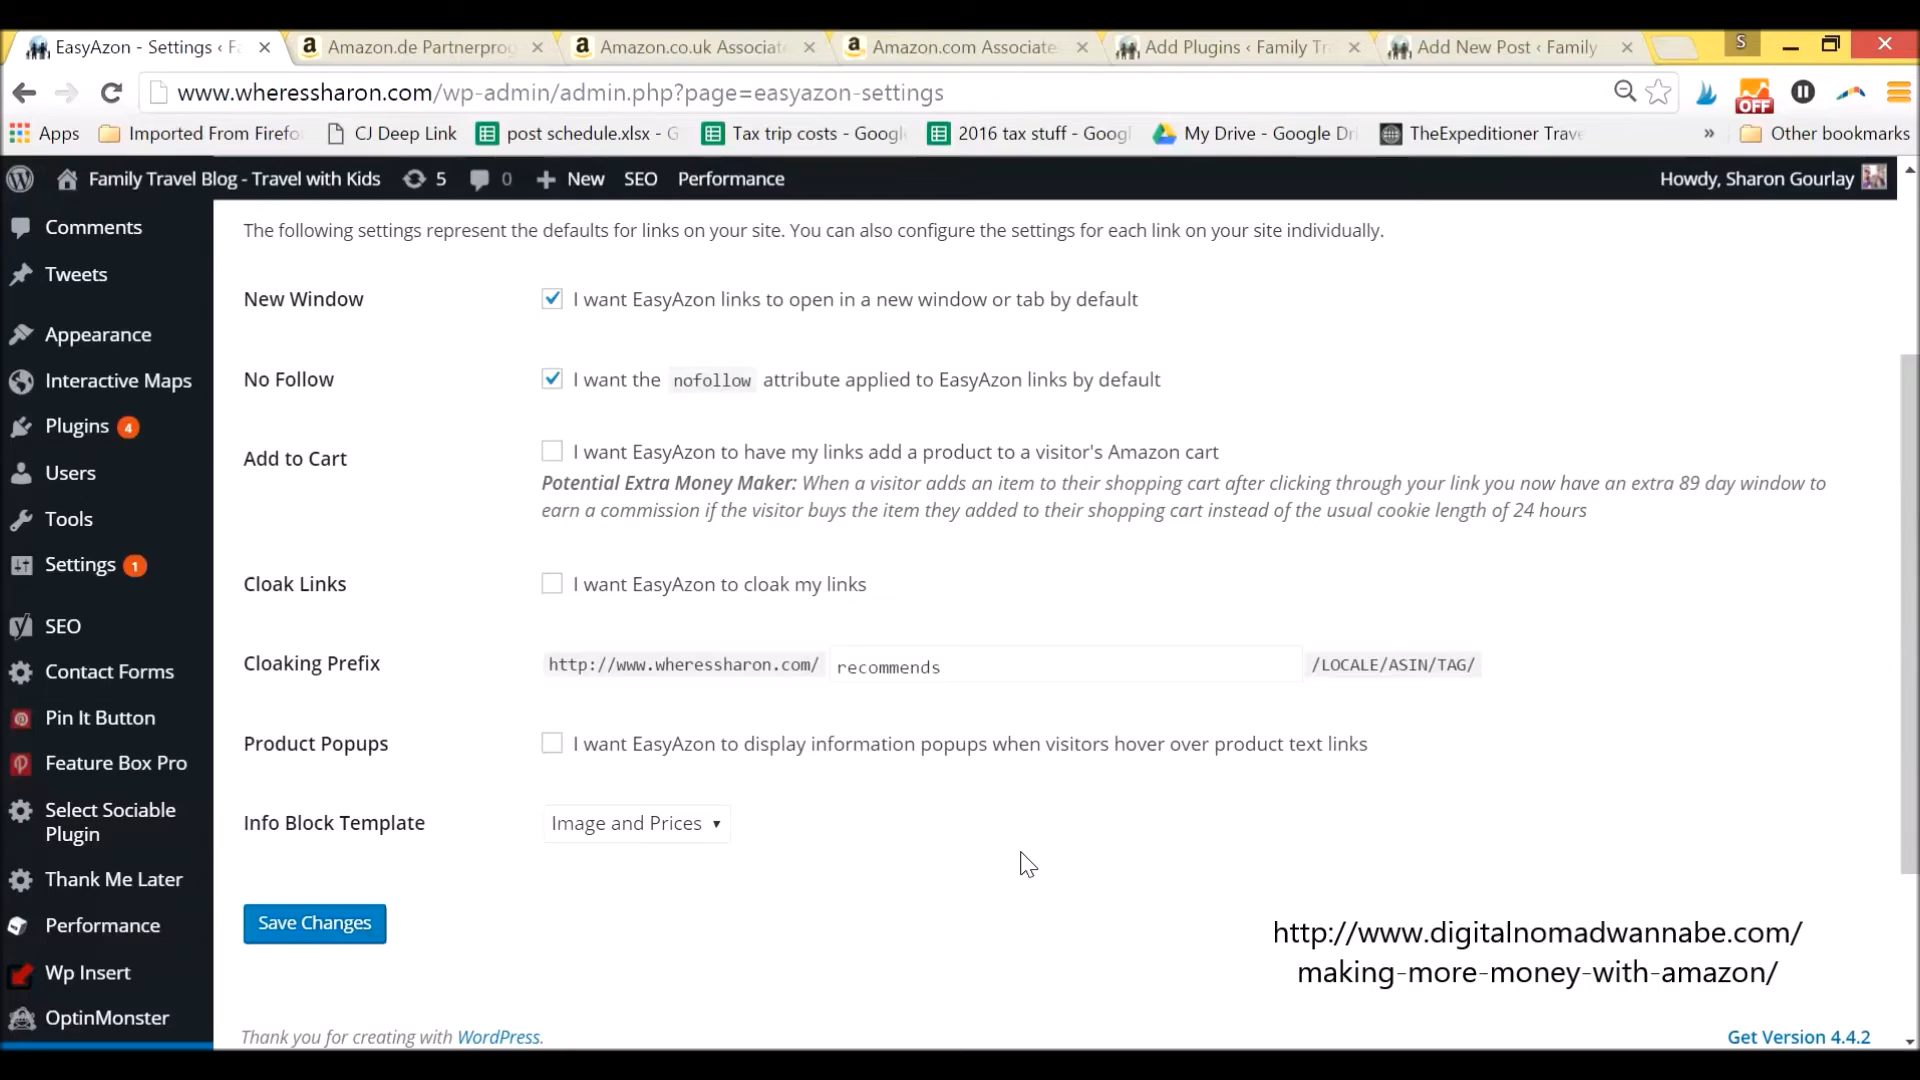 EasyAzon - Settings ‹ Fa
Amazon.de Partnerprog
Amazon.co.uk Associate
Amazon.com Associate
Add Plugins ‹ Family Tra
Add New Post ‹ Family
S
www.wheressharon.com/wp-admin/admin.php?page=easyazon-settings
OFF
Apps
Imported From Firefo
CJ Deep Link
post schedule.xlsx - G
Tax trip costs - Google
2016 tax stuff - Goog
My Drive - Google Dri
TheExpeditioner Trave
»
Other bookmarks
Family Travel Blog - Travel with Kids
5
0
New
SEO
Performance
Howdy, Sharon Gourlay
Comments
Tweets
Appearance
Interactive Maps
Plugins 4
Users
Tools
Settings 1
SEO
Contact Forms
Pin It Button
Feature Box Pro
Select Sociable
Plugin
Thank Me Later
Performance
Wp Insert
OptinMonster
The following settings represent the defaults for links on your site. You can also configure the settings for each link on your site individually.
New Window
I want EasyAzon links to open in a new window or tab by default
No Follow
I want the nofollow attribute applied to EasyAzon links by default
Add to Cart
I want EasyAzon to have my links add a product to a visitor's Amazon cart
Potential Extra Money Maker: When a visitor adds an item to their shopping cart after clicking through your link you now have an extra 89 day window to
earn a commission if the visitor buys the item they added to their shopping cart instead of the usual cookie length of 24 hours
Cloak Links
I want EasyAzon to cloak my links
Cloaking Prefix
http://www.wheressharon.com/ recommends /LOCALE/ASIN/TAG/
Product Popups
I want EasyAzon to display information popups when visitors hover over product text links
Info Block Template
Image and Prices
Save Changes
http://www.digitalnomadwannabe.com/
making-more-money-with-amazon/
Thank you for creating with WordPress.
Get Version 4.4.2